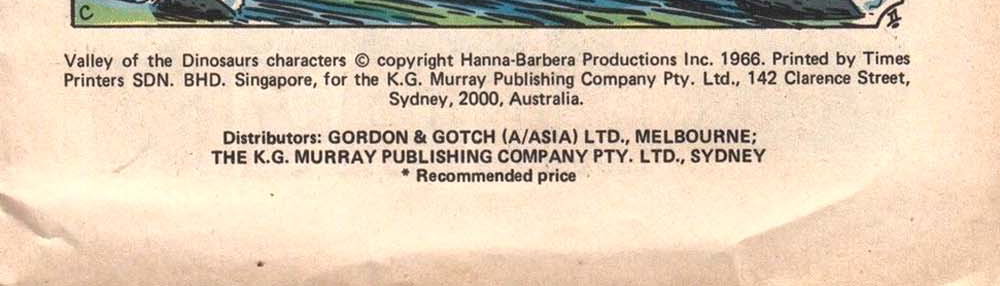 C
Valley of the Dinosaurs characters © copyright Hanna-Barbera Productions Inc. 1966. Printed by Times
Printers SDN. BHD. Singapore, for the K.G. Murray Publishing Company Pty. Ltd., 142 Clarence Street,
Sydney, 2000, Australia.
Distributors: GORDON & GOTCH (A/ASIA) LTD., MELBOURNE;
THE K.G. MURRAY PUBLISHING COMPANY PTY. LTD., SYDNEY
* Recommended price